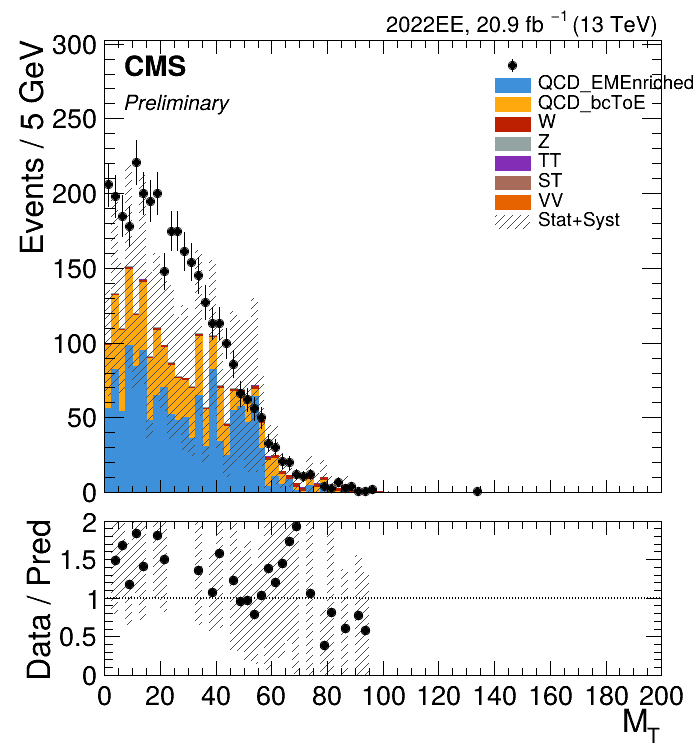 2022EE, 20.9 fb⁻¹ (13 TeV)
CMS
Preliminary
Events / 5 GeV
300
250
200
150
100
50
0
QCD_EMEnriched
QCD_bcToE
W
Z
TT
ST
VV
Stat+Syst
Data / Pred
2
1.5
1
0.5
0
0 20 40 60 80 100 120 140 160 180 200
M_T